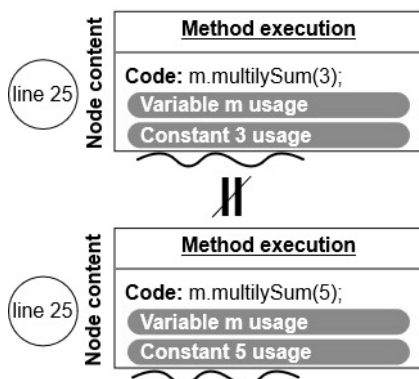 Method execution
line 25
Node content
Code: m.multilySum(3);
Variable m usage
Constant 3 usage
Method execution
line 25
Node content
Code: m.multilySum(5);
Variable m usage
Constant 5 usage